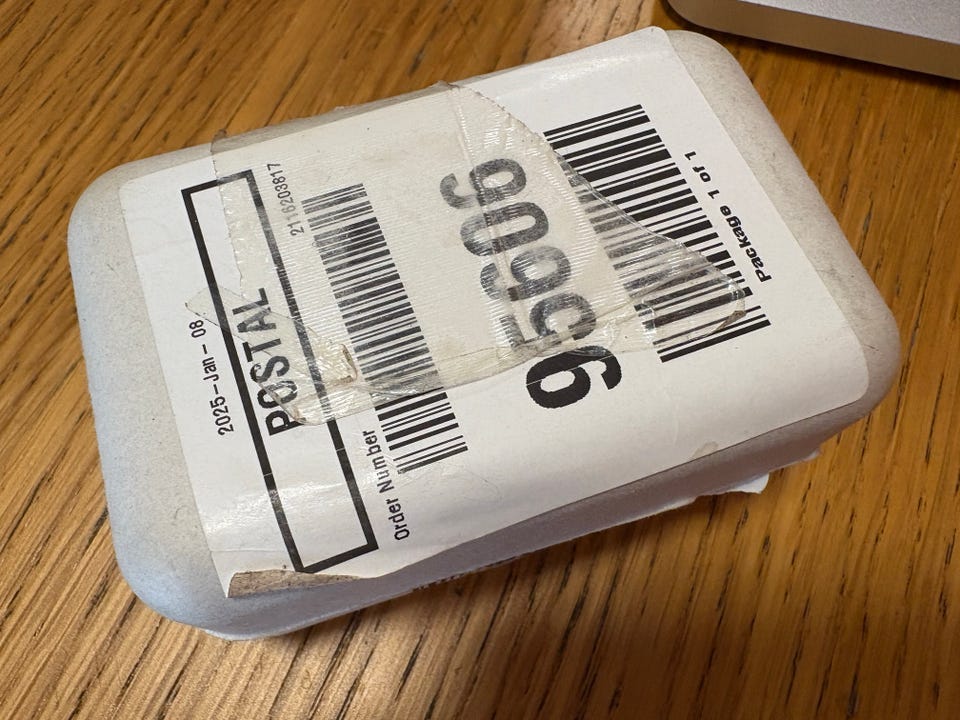 2025-Jan-08
POSTAL
2116203817
Order Number
95606
Package 1 of 1